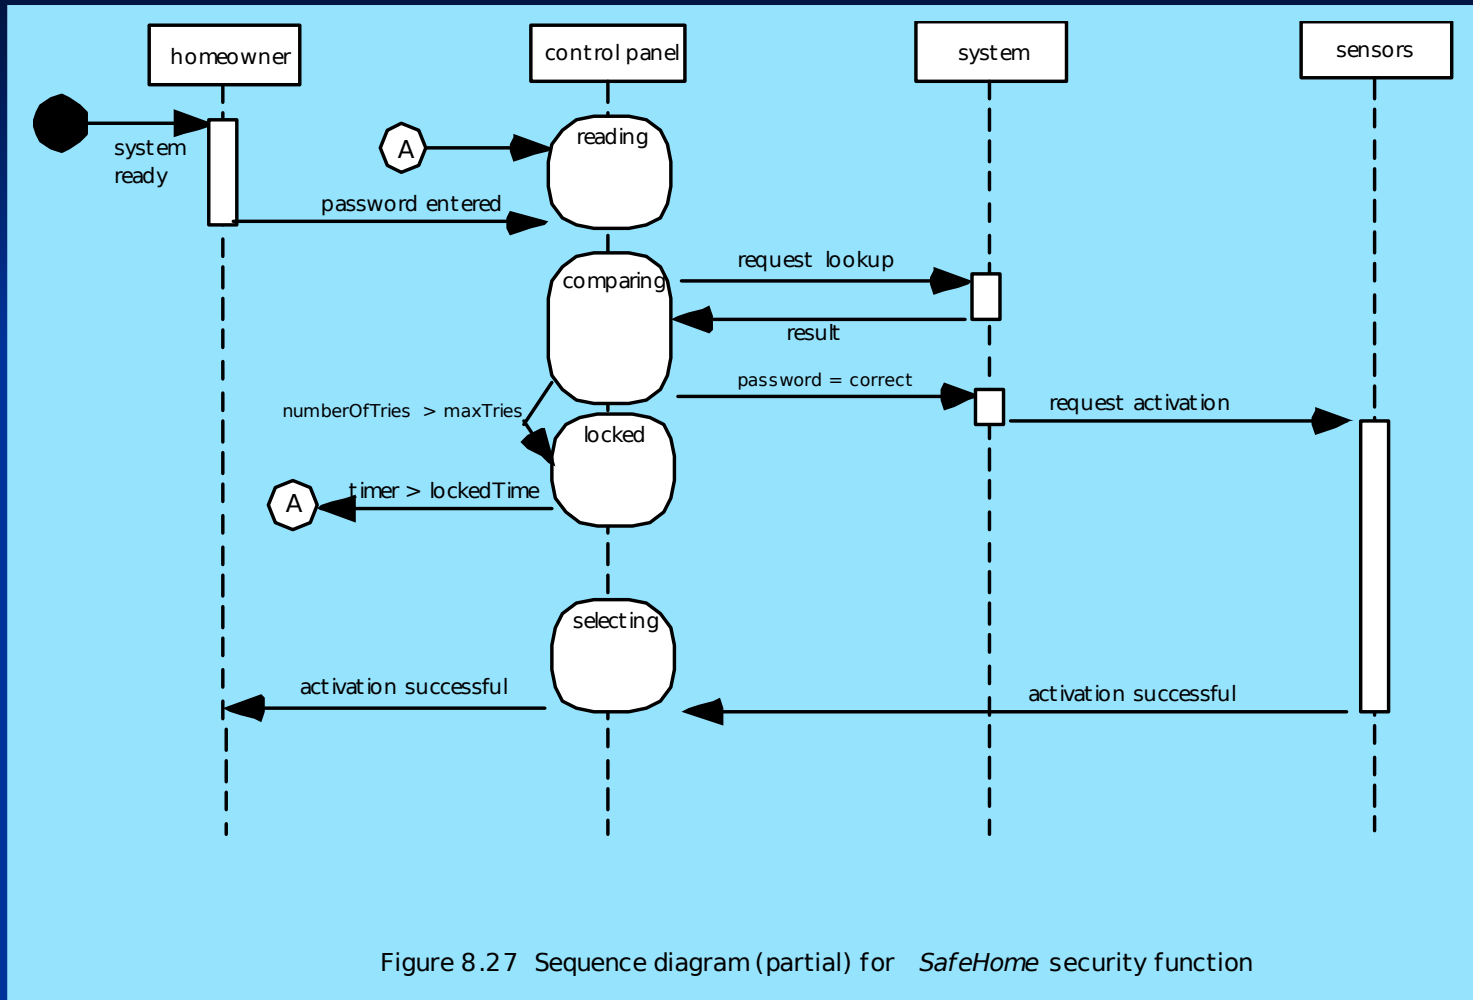 homeowner
control panel
system
sensors
system
ready
A
reading
password entered
comparing
request lookup
result
numberOfTries > maxTries
password = correct
request activation
locked
A
timer > lockedTime
selecting
activation successful
activation successful
Figure 8.27 Sequence diagram (partial) for SafeHome security function